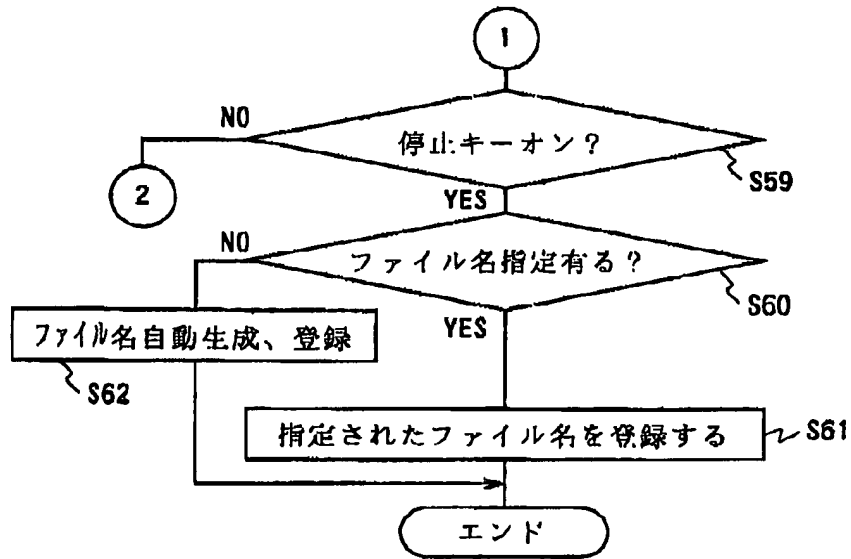 1
NO
停止キーオン?
S59
2
YES
NO
ファイル名指定有る?
S60
YES
ファイル名自動生成、登録
S62
指定されたファイル名を登録する
S61
エンド